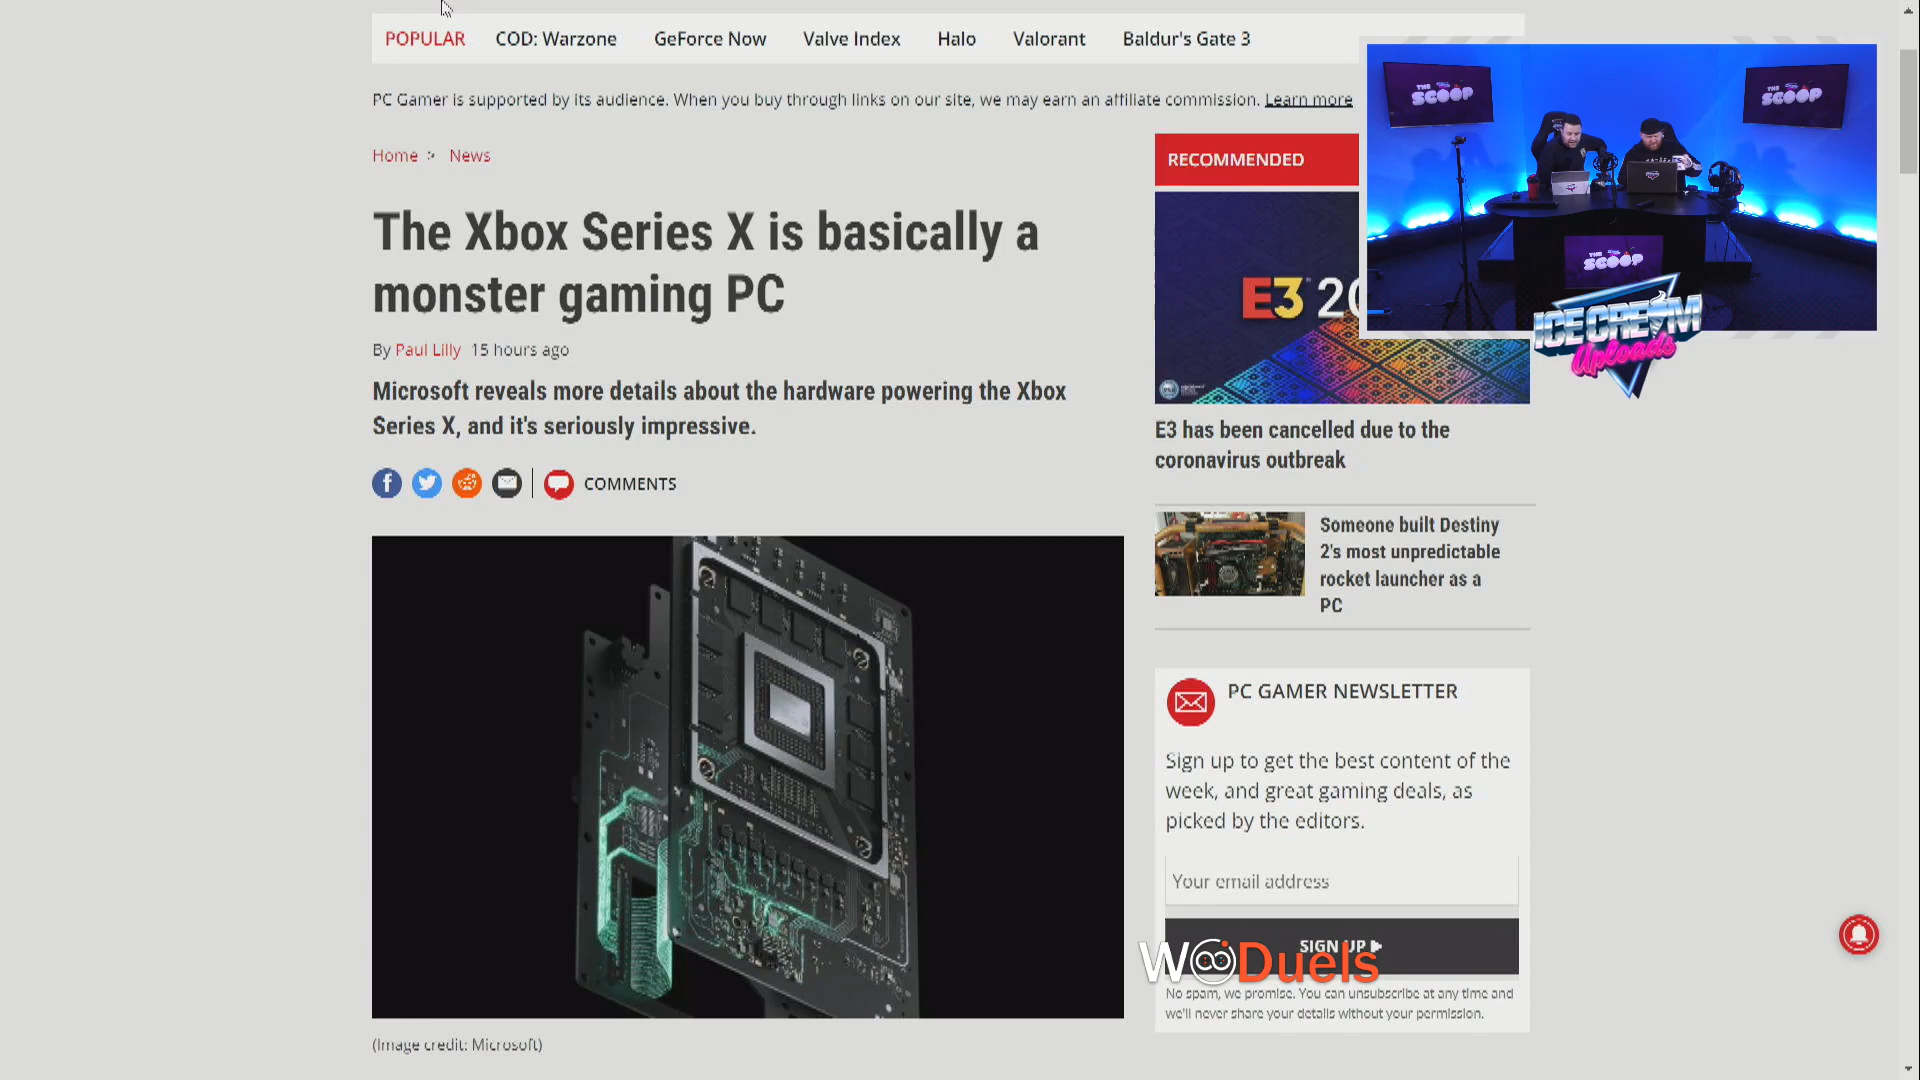 POPULAR COD: Warzone GeForce Now Valve Index Halo Valorant Baldur's Gate 3
PC Gamer is supported by its audience. When you buy through links on our site, we may earn an affiliate commission. Learn more
Home > News
The Xbox Series X is basically a
monster gaming PC
By Paul Lilly 15 hours ago
Microsoft reveals more details about the hardware powering the Xbox
Series X, and it's seriously impressive.
COMMENTS
(Image credit: Microsoft)
RECOMMENDED
E3 20
E3 has been cancelled due to the
coronavirus outbreak
Someone built Destiny
2's most unpredictable
rocket launcher as a
PC
PC GAMER NEWSLETTER
Sign up to get the best content of the
week, and great gaming deals, as
picked by the editors.
Your email address
SIGN UP
WooDuels
No spam, we promise. You can unsubscribe at any time and
we'll never share your details without your permission.
THE
SCOOP
THE
SCOOP
THE
SCOOP
ICE CREAM
Uploads